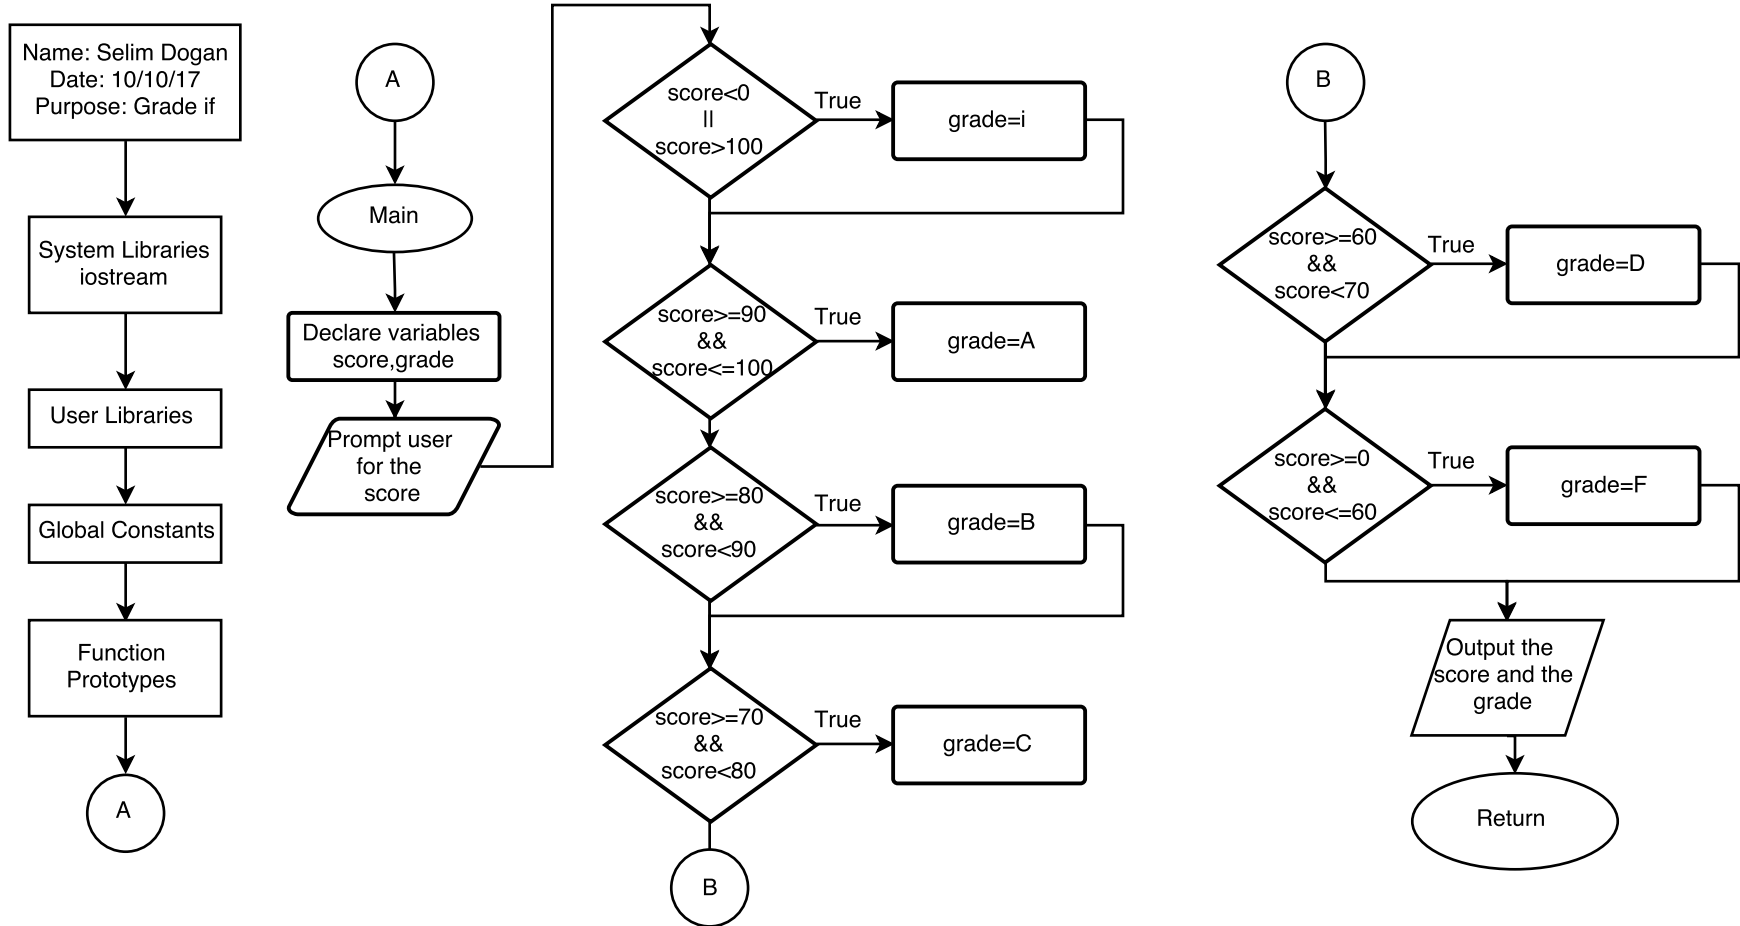 Name: Selim Dogan
Date: 10/10/17
Purpose: Grade if
System Libraries
iostream
User Libraries
Global Constants
Function
Prototypes
A
A
Main
Declare variables
score,grade
Prompt user
for the
score
score<0
||
score>100
True
grade=i
score>=90
&&
score<=100
True
grade=A
score>=80
&&
score<90
True
grade=B
score>=70
&&
score<80
True
grade=C
B
B
score>=60
&&
score<70
True
grade=D
score>=0
&&
score<=60
True
grade=F
Output the
score and the
grade
Return